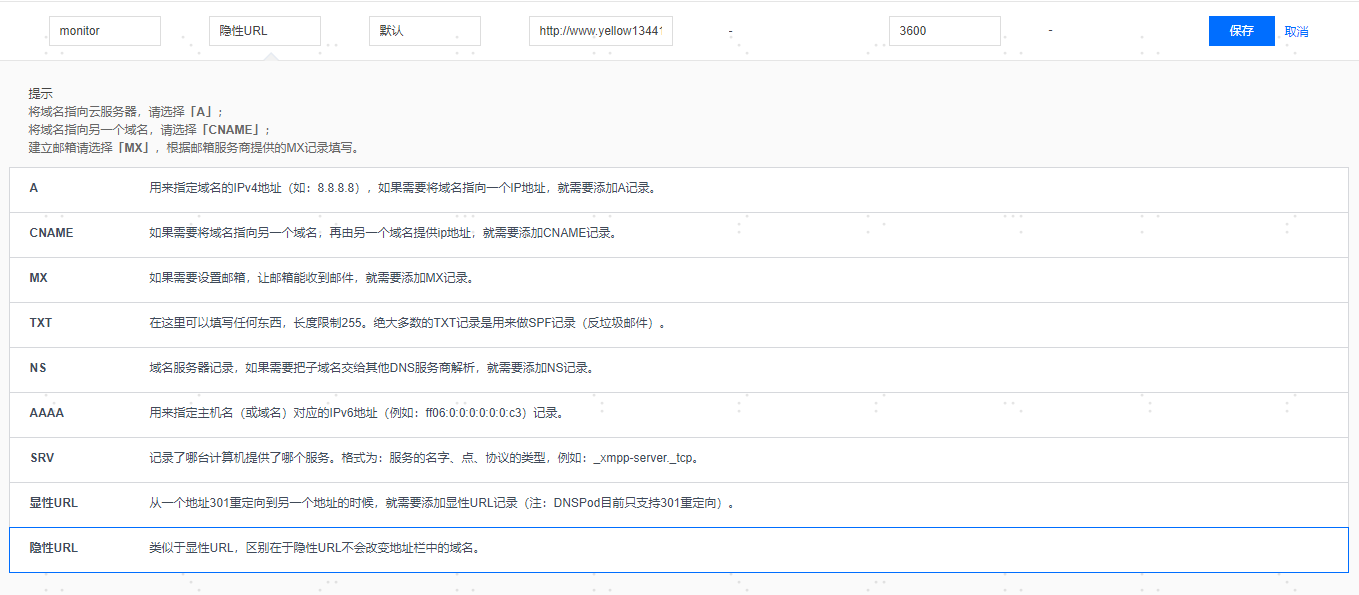 monitor 隐性URL 默认 http://www.yellow13441 - 3600 - 保存 取消
提示
将域名指向云服务器，请选择「A」；
将域名指向另一个域名，请选择「CNAME」；
建立邮箱请选择「MX」，根据邮箱服务商提供的MX记录填写。
A 用来指定域名的IPv4地址（如：8.8.8.8），如果需要将域名指向一个IP地址，就需要添加A记录。
CNAME 如果需要将域名指向另一个域名，再由另一个域名提供ip地址，就需要添加CNAME记录。
MX 如果需要设置邮箱，让邮箱能收到邮件，就需要添加MX记录。
TXT 在这里可以填写任何东西，长度限制255。绝大多数的TXT记录是用来做SPF记录（反垃圾邮件）。
NS 域名服务器记录，如果需要把子域名交给其他DNS服务商解析，就需要添加NS记录。
AAAA 用来指定主机名（或域名）对应的IPv6地址（例如：ff06:0:0:0:0:0:0:c3）记录。
SRV 记录了哪台计算机提供了哪个服务。格式为：服务的名字、点、协议的类型，例如：_xmpp-server._tcp。
显性URL 从一个地址301重定向到另一个地址的时候，就需要添加显性URL记录（注：DNSPod目前只支持301重定向）。
隐性URL 类似于显性URL，区别在于隐性URL不会改变地址栏中的域名。